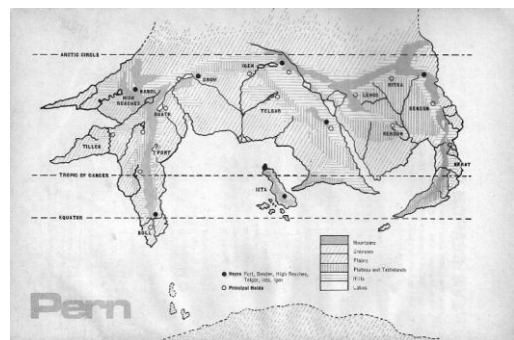 ARCTIC CIRCLE
IGEN
CROM
NABOL
HIGH
REACHES
RUATH
TELGAR
LEMOS
BITRA
BENDEN
KEROON
TILLEK
FORT
NERAT
TROPIC OF CANCER
ISTA
EQUATOR
BOLL
Mountains
Plains
Plateau and Tablelands
Hills
Lakes
Weyrs Fort, Benden, High Reaches,
Telgar, Ista, Igen
Principal Holds
Pern